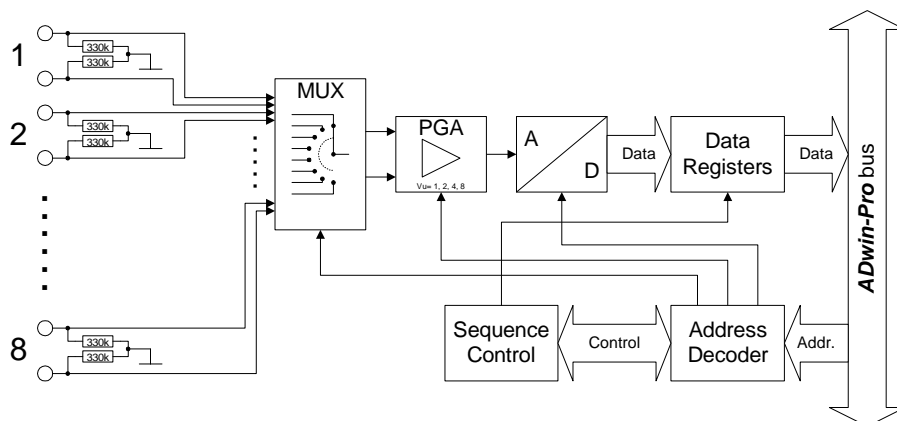 1
330k
330k
2
330k
330k
8
330k
330k
MUX
PGA
Vu= 1, 2, 4, 8
A
D
Data
Data
Registers
Data
Sequence
Control
Control
Address
Decoder
Addr.
ADwin-Pro bus